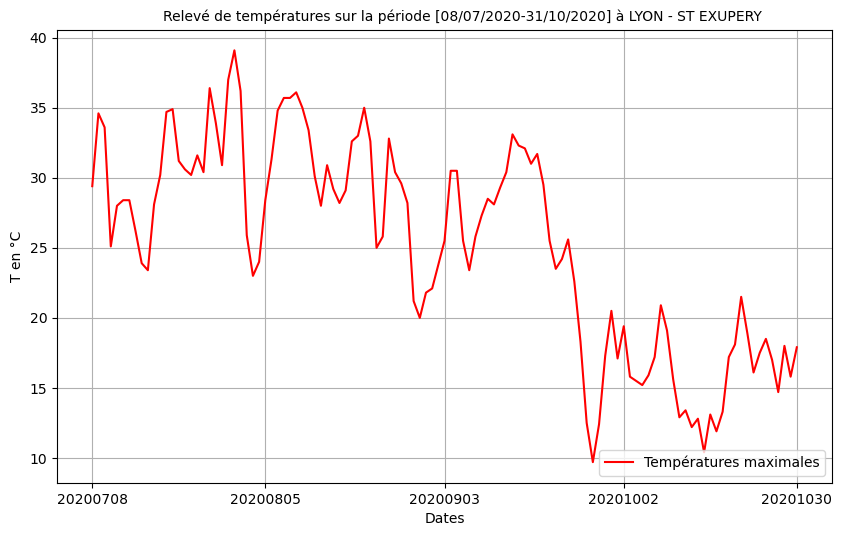 Relevé de températures sur la période [08/07/2020-31/10/2020] à LYON - ST EXUPERY
T en °C
40
35
30
25
20
15
10
Températures maximales
20200708 20200805 20200903 20201002 20201030
Dates